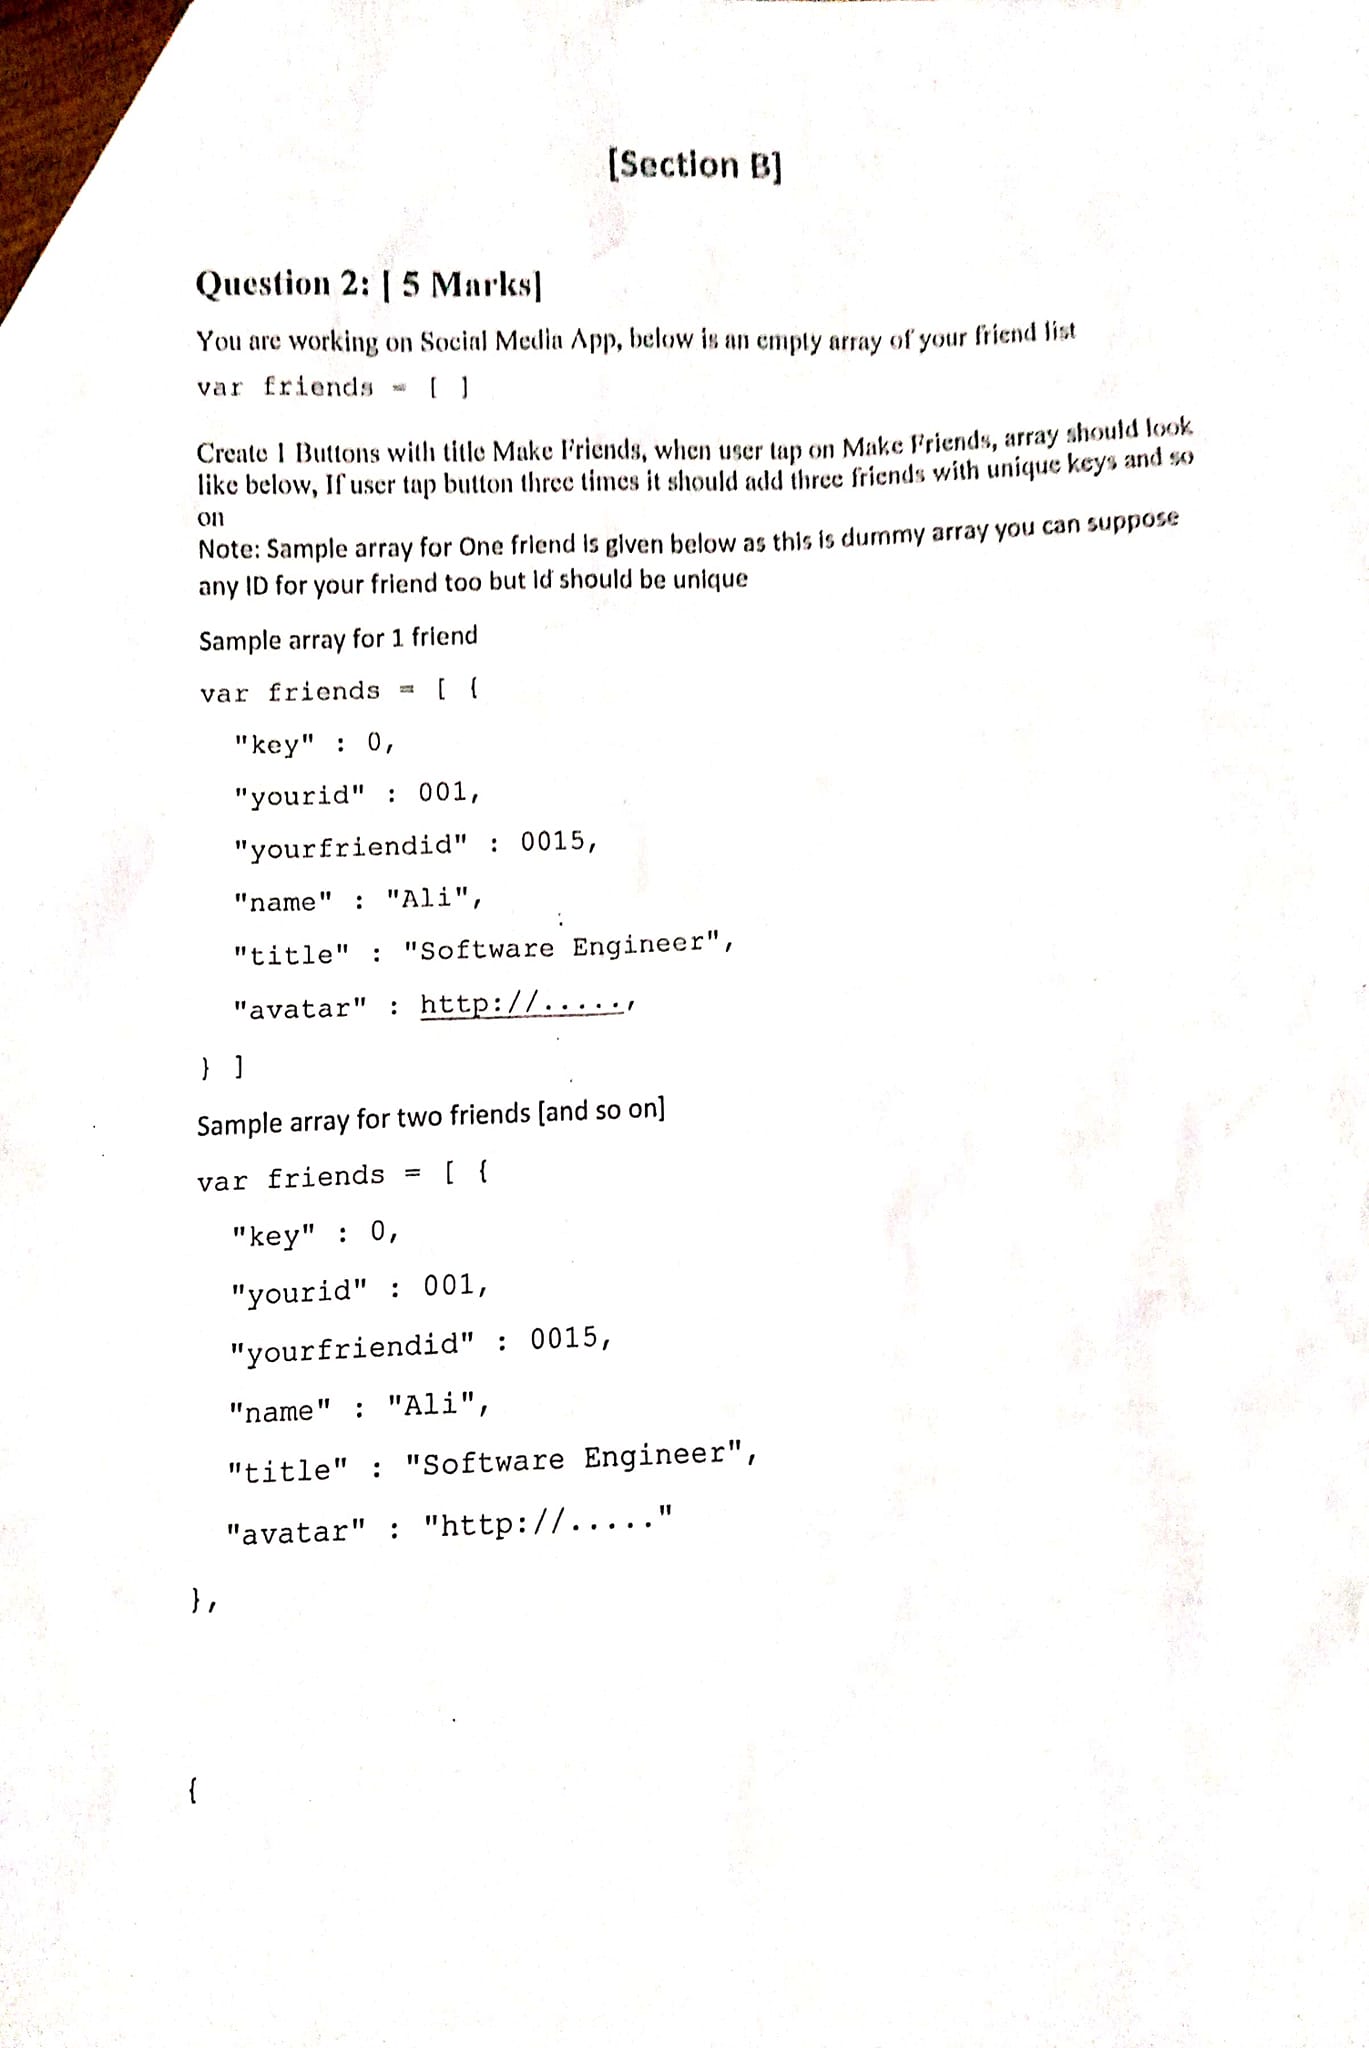 [Section B]
Question 2: [ 5 Marks]
You are working on Social Media App, below is an empty array of your friend list
var friends = [ ]
Create 1 Buttons with title Make Friends, when user tap on Make Friends, array should look
like below, If user tap button three times it should add three friends with unique keys and so
on
Note: Sample array for One friend is given below as this is dummy array you can suppose
any ID for your friend too but Id should be unique
Sample array for 1 friend
var friends = [ {
"key" : 0,
"yourid" : 001,
"yourfriendid" : 0015,
"name" : "Ali",
"title" : "Software Engineer",
"avatar" : http://.....,
} ]
Sample array for two friends [and so on]
var friends = [ {
"key" : 0,
"yourid" : 001,
"yourfriendid" : 0015,
"name" : "Ali",
"title" : "Software Engineer",
"avatar" : "http://....."
},
{